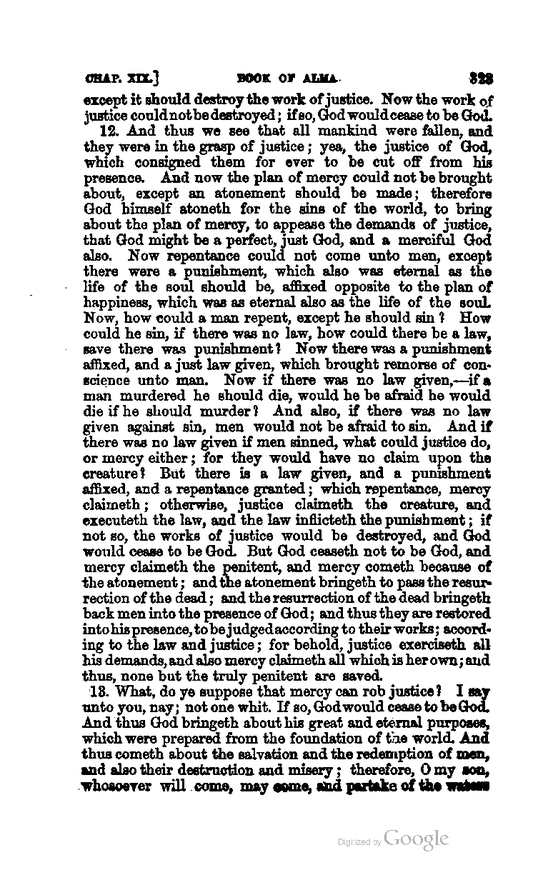 CHAP. XIX.] BOOK OF ALMA. 323
except it should destroy the work of justice. Now the work of
justice could not be destroyed; if so, God would cease to be God.
12. And thus we see that all mankind were fallen, and
they were in the grasp of justice; yea, the justice of God,
which consigned them for ever to be cut off from his
presence. And now the plan of mercy could not be brought
about, except an atonement should be made; therefore
God himself atoneth for the sins of the world, to bring
about the plan of mercy, to appease the demands of justice,
that God might be a perfect, just God, and a merciful God
also. Now repentance could not come unto men, except
there were a punishment, which also was eternal as the
life of the soul should be, affixed opposite to the plan of
happiness, which was as eternal also as the life of the soul.
Now, how could a man repent, except he should sin? How
could he sin, if there was no law, how could there be a law,
save there was punishment? Now there was a punishment
affixed, and a just law given, which brought remorse of con-
science unto man. Now if there was no law given,—if a
man murdered he should die, would he be afraid he would
die if he should murder? And also, if there was no law
given against sin, men would not be afraid to sin. And if
there was no law given if men sinned, what could justice do,
or mercy either; for they would have no claim upon the
creature? But there is a law given, and a punishment
affixed, and a repentance granted; which repentance, mercy
claimeth; otherwise, justice claimeth the creature, and
executeth the law, and the law inflicteth the punishment; if
not so, the works of justice would be destroyed, and God
would cease to be God. But God ceaseth not to be God, and
mercy claimeth the penitent, and mercy cometh because of
the atonement; and the atonement bringeth to pass the resur-
rection of the dead; and the resurrection of the dead bringeth
back men into the presence of God; and thus they are restored
into his presence, to be judged according to their works; accord-
ing to the law and justice; for behold, justice exerciseth all
his demands, and also mercy claimeth all which is her own; and
thus, none but the truly penitent are saved.
13. What, do ye suppose that mercy can rob justice? I say
unto you, nay; not one whit. If so, God would cease to be God.
And thus God bringeth about his great and eternal purposes,
which were prepared from the foundation of the world. And
thus cometh about the salvation and the redemption of men,
and also their destruction and misery; therefore, O my son,
whosoever will come, may come, and partake of the waters
Digitized by Google